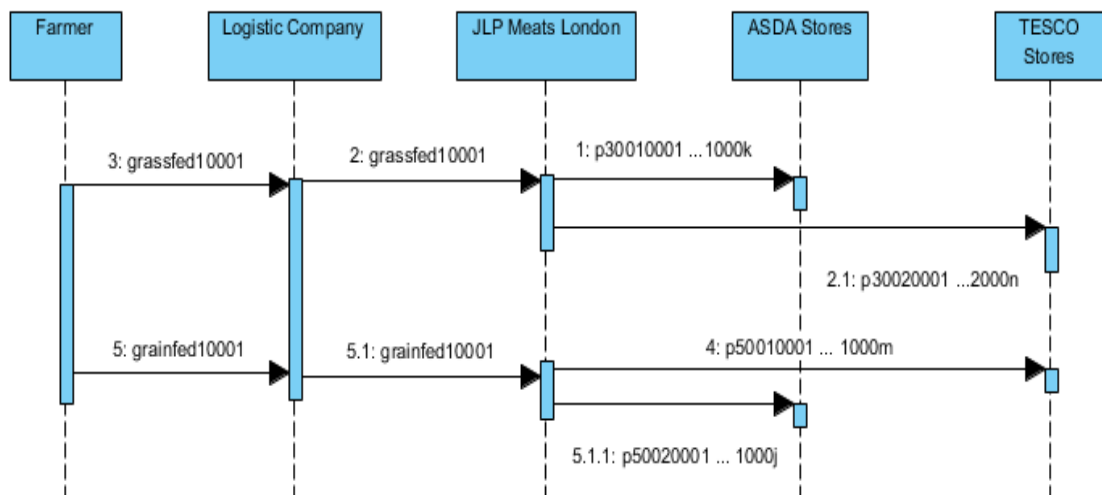 Farmer
Logistic Company
JLP Meats London
ASDA Stores
TESCO
Stores
3: grassfed10001
2: grassfed10001
1: p30010001 ...1000k
2.1: p30020001 ...2000n
5: grainfed10001
5.1: grainfed10001
4: p50010001 ... 1000m
5.1.1: p50020001 ... 1000j